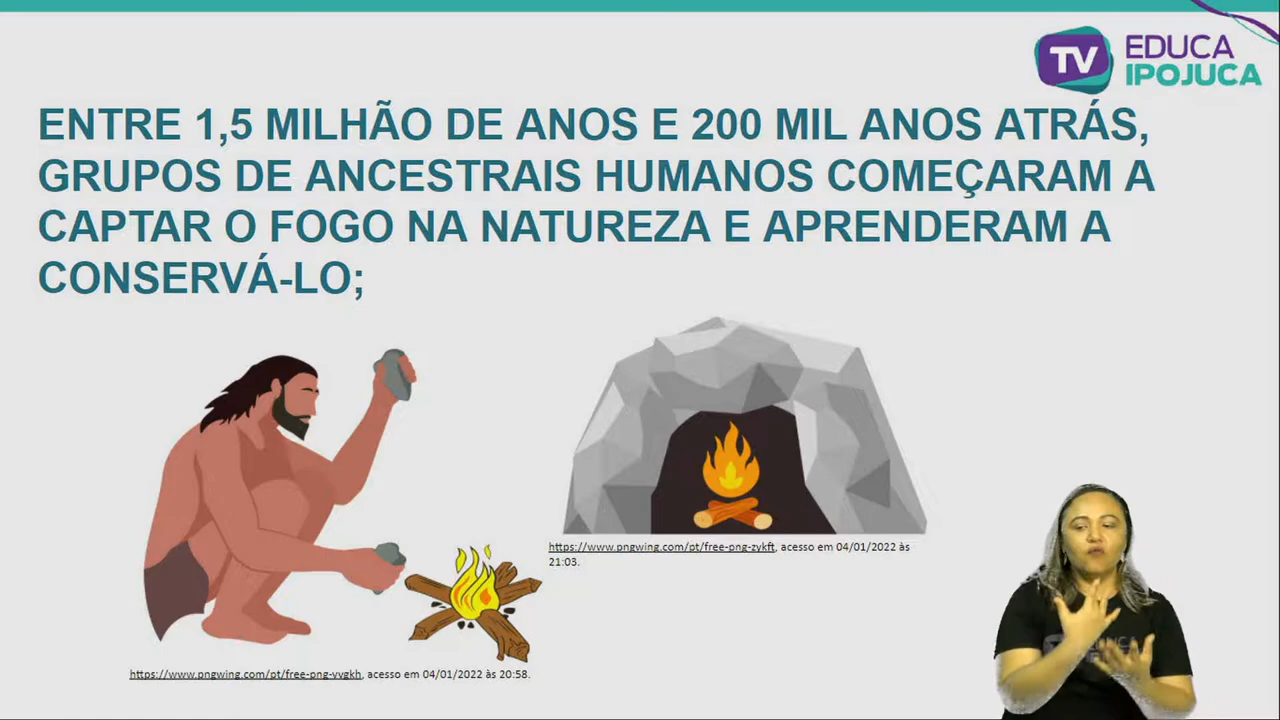 TV EDUCA
IPOJUCA
ENTRE 1,5 MILHÃO DE ANOS E 200 MIL ANOS ATRÁS,
GRUPOS DE ANCESTRAIS HUMANOS COMEÇARAM A
CAPTAR O FOGO NA NATUREZA E APRENDERAM A
CONSERVÁ-LO;
https://www.pngwing.com/pt/free-png-zykft, acesso em 04/01/2022 às
21:03.
https://www.pngwing.com/pt/free-png-vvgkh, acesso em 04/01/2022 às 20:58.